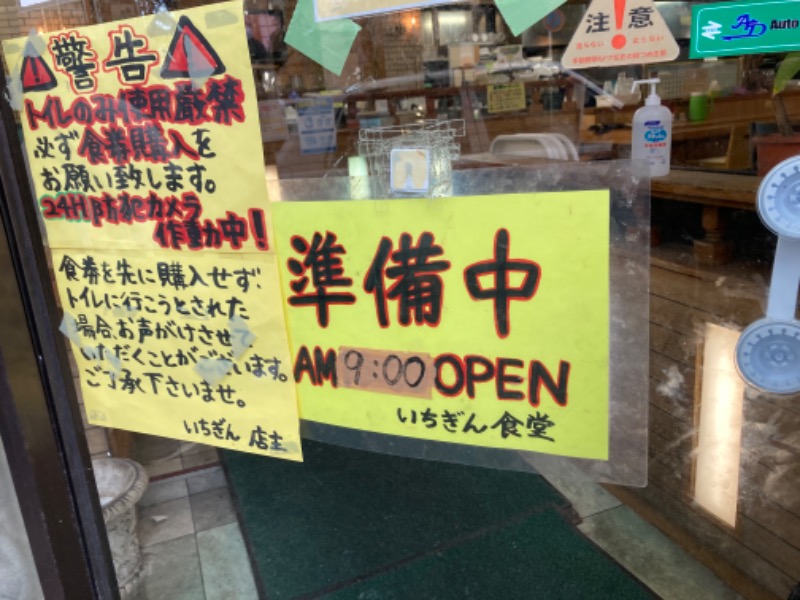 警告
トイレのみ使用厳禁
必ず食券購入を
お願い致します。
24H防犯カメラ
作動中!
食券を先に購入せず、
トイレに行こうとされた
場合、お声がけさせて
いただくことがございます。
ご了承下さいませ。
いちぎん 店主
準備中
AM 9:00 OPEN
いちぎん食堂
注意
Auto